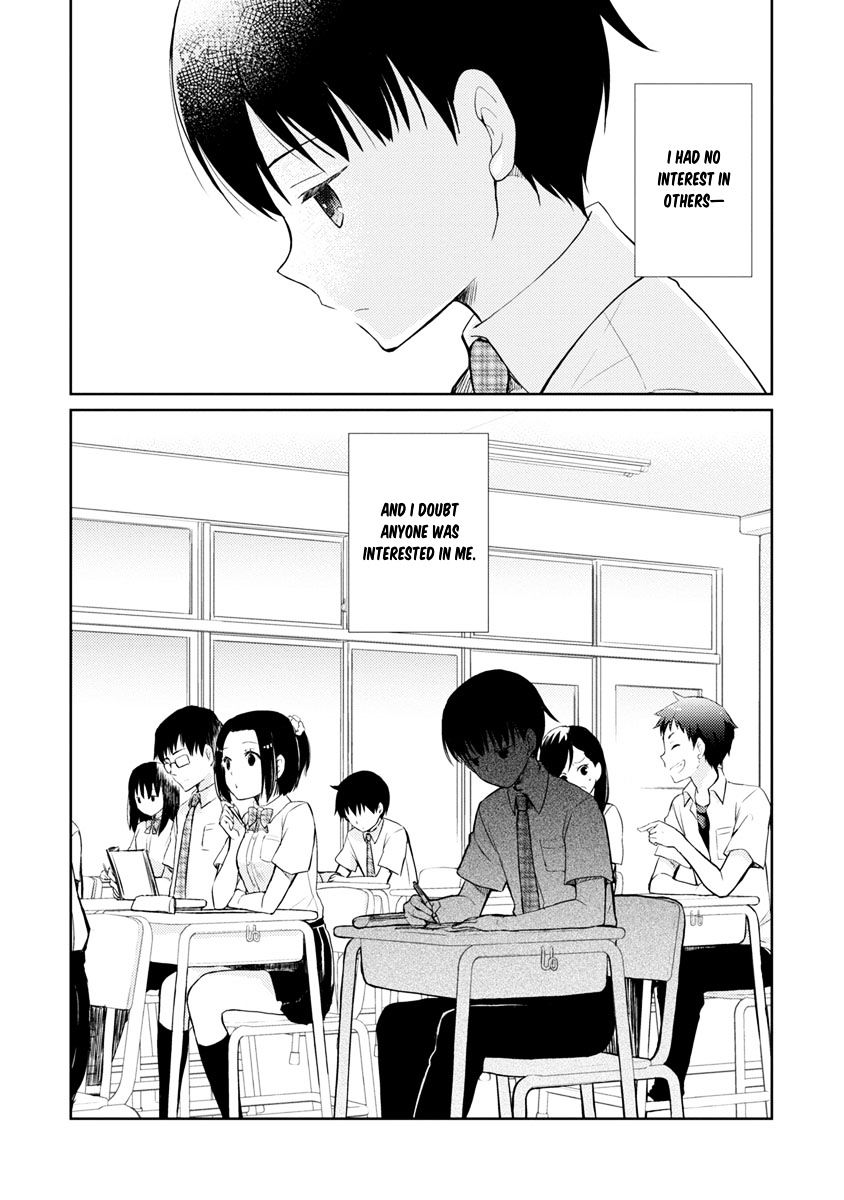 I HAD NO
INTEREST IN
OTHERS—
AND I DOUBT
ANYONE WAS
INTERESTED IN ME.